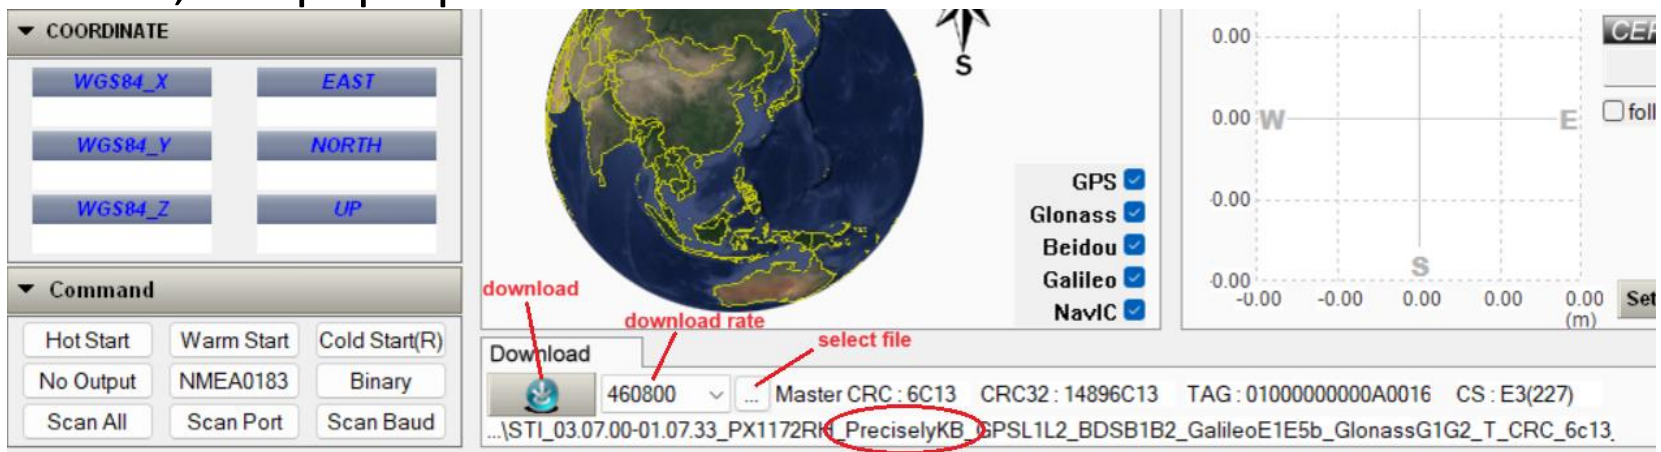 COORDINATE
WGS84_X EAST
WGS84_Y NORTH
WGS84_Z UP
Command
Hot Start Warm Start Cold Start(R)
No Output NMEA0183 Binary
Scan All Scan Port Scan Baud
S
GPS
Glonass
Beidou
Galileo
NavIC
download
download rate
select file
Download
460800 ... Master CRC : 6C13 CRC32 : 14896C13 TAG : 01000000000A0016 CS : E3(227)
...\STI_03.07.00-01.07.33_PX1172RH_PreciselyKB_GPSL1L2_BDSB1B2_GalileoE1E5b_GlonassG1G2_T_CRC_6c13_
0.00
0.00 W E
-0.00
S
-0.00
-0.00 -0.00 0.00 0.00 0.00
(m)
foll
Set